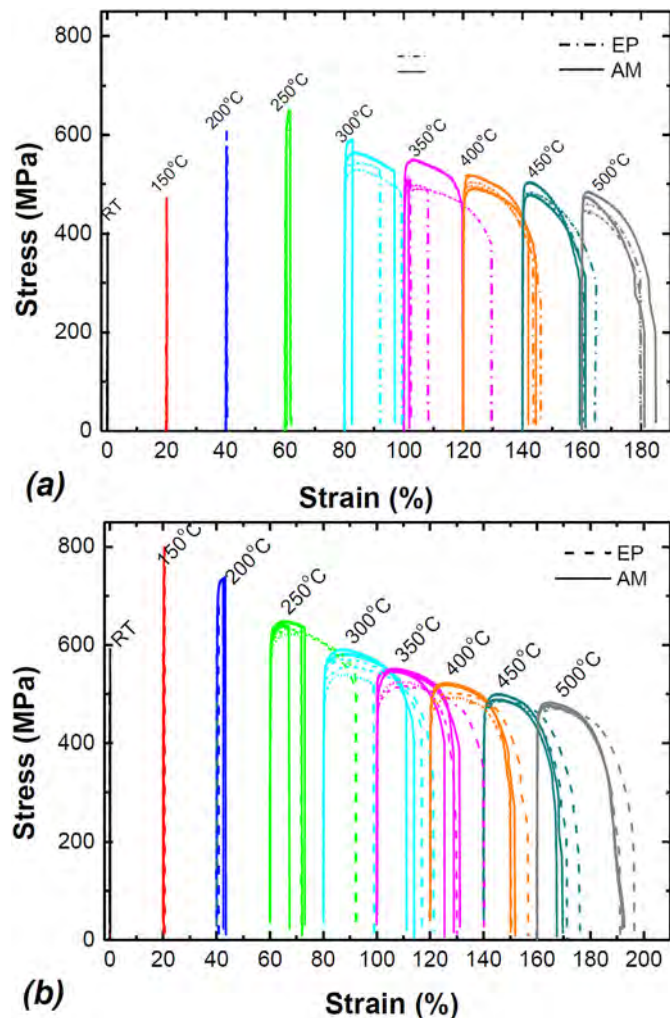 800
600
400
200
0
Stress (MPa)
RT
150°C
200°C
250°C
300°C
350°C
400°C
450°C
500°C
EP
AM
0 20 40 60 80 100 120 140 160 180
(a)
Strain (%)
800
600
400
200
0
Stress (MPa)
RT
150°C
200°C
250°C
300°C
350°C
400°C
450°C
500°C
EP
AM
0 20 40 60 80 100 120 140 160 180 200
(b)
Strain (%)